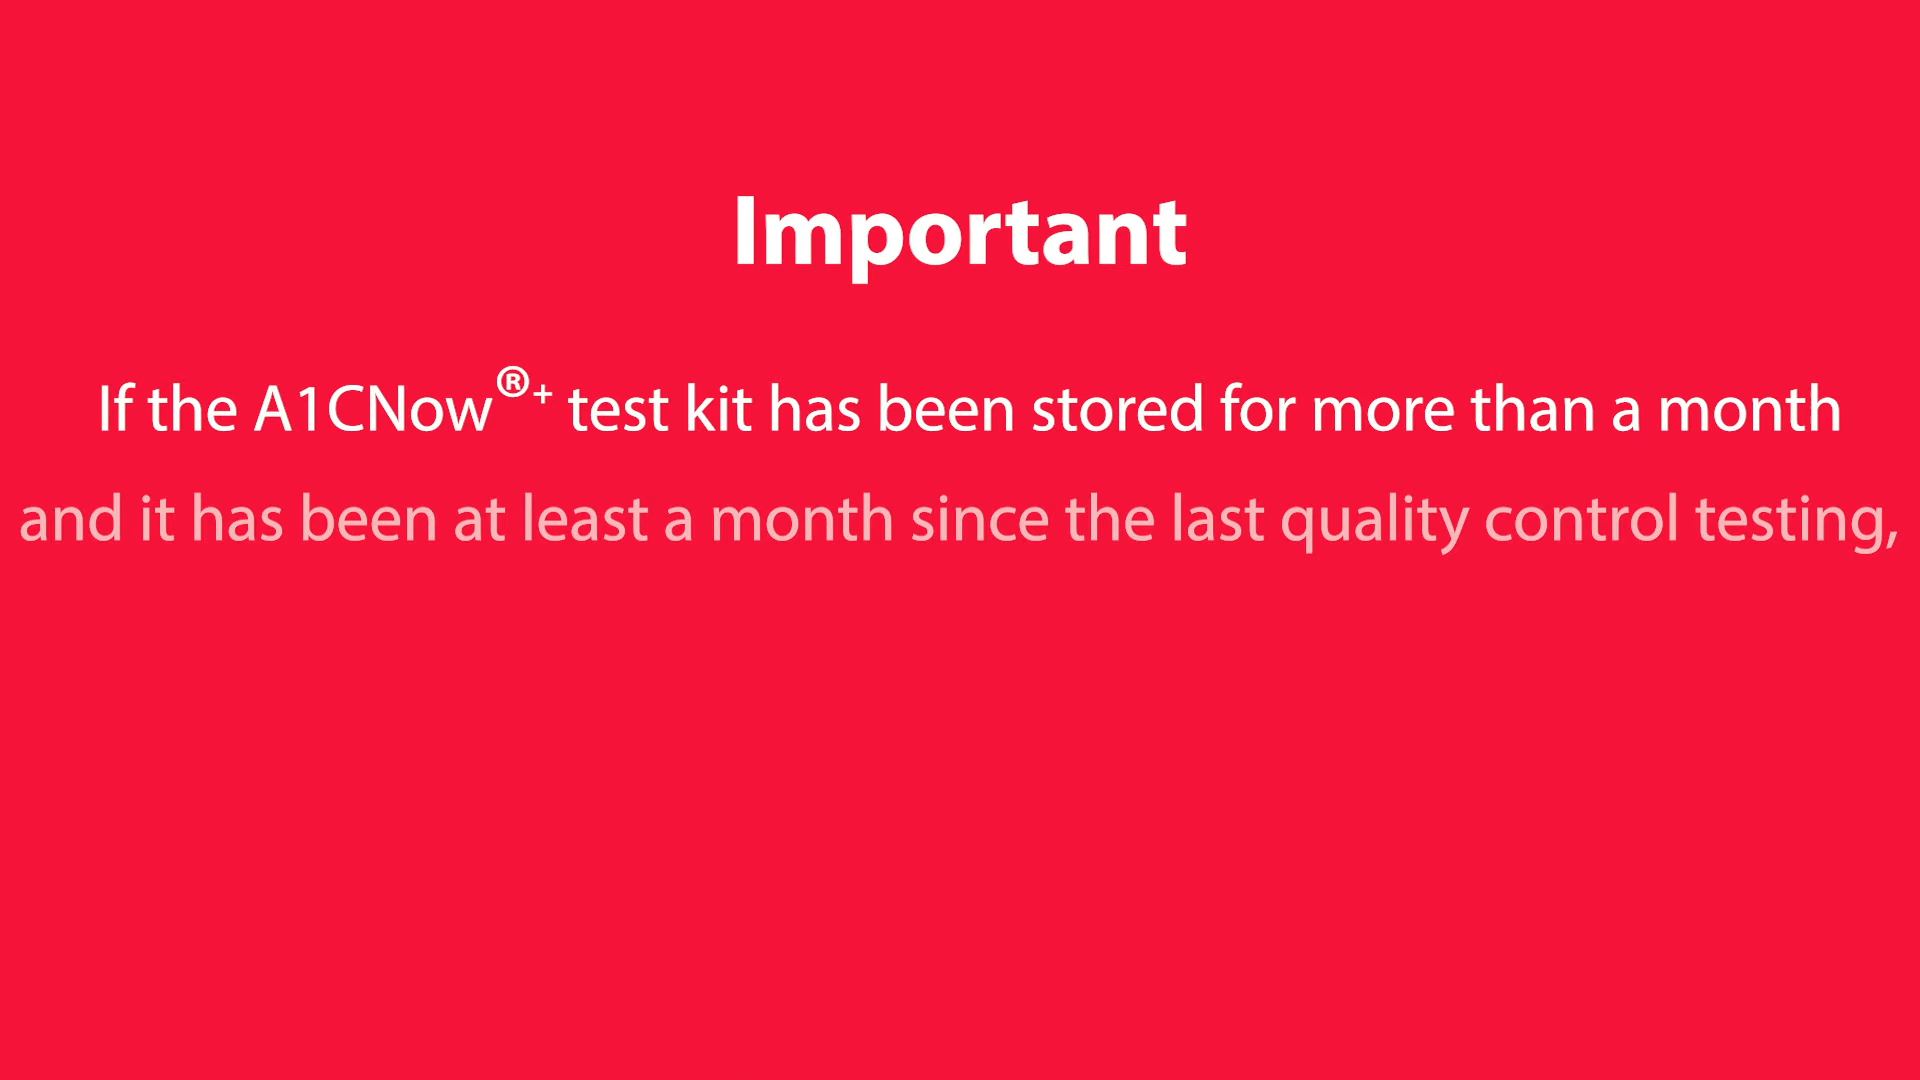 Important
If the A1CNow®+ test kit has been stored for more than a month
and it has been at least a month since the last quality control testing,